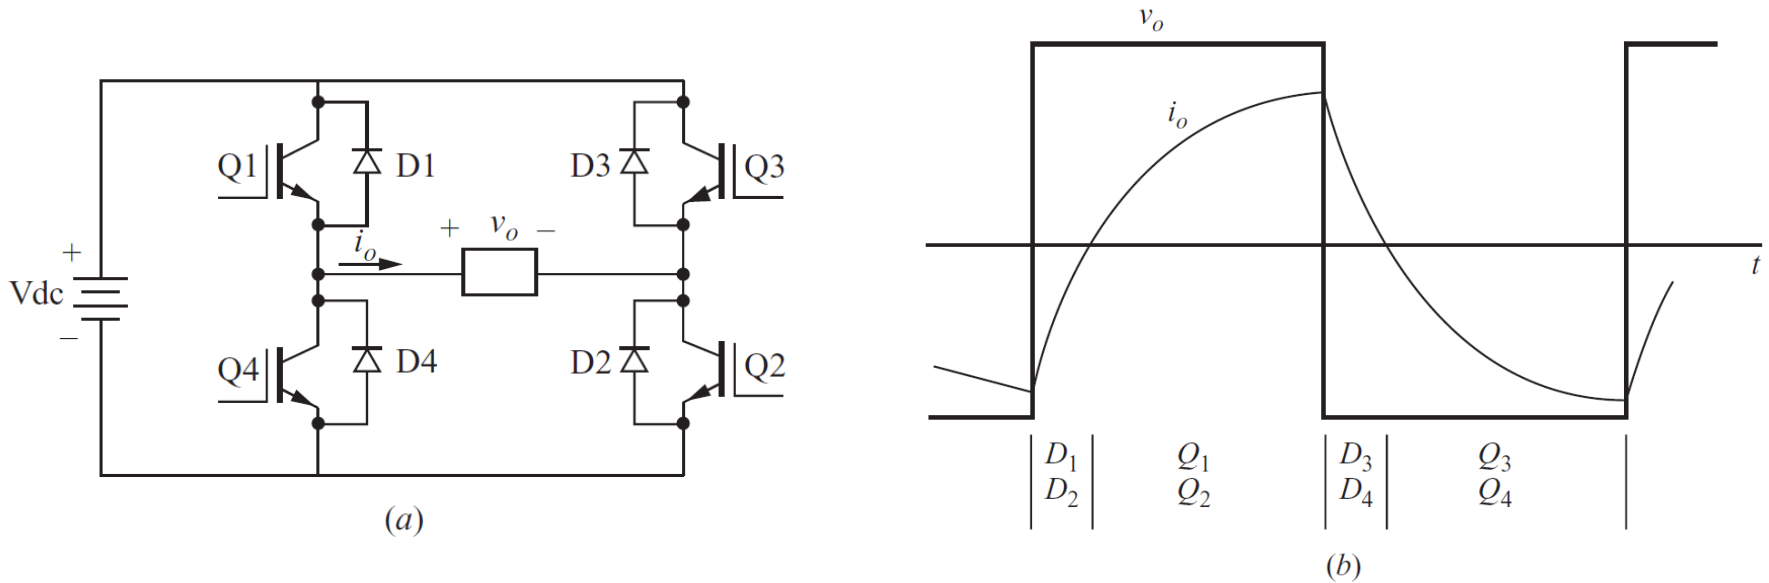 Q1
D1
D3
Q3
+
v_o
−
i_o
+
Vdc
−
Q4
D4
D2
Q2
(a)
v_o
i_o
t
D_1
Q_1
D_3
Q_3
D_2
Q_2
D_4
Q_4
(b)